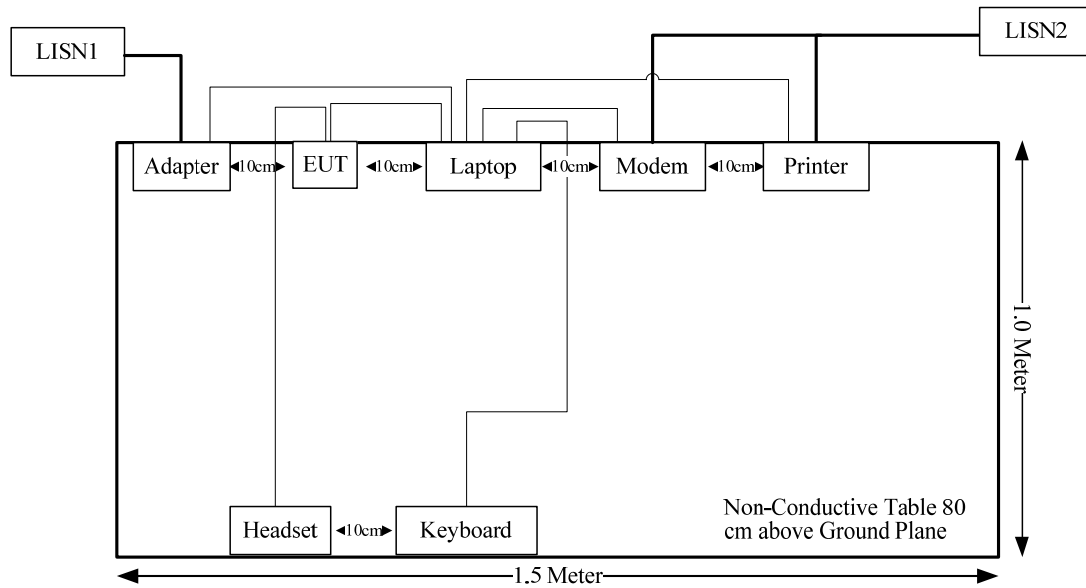 LISN1
LISN2
Adapter
10cm
EUT
10cm
Laptop
10cm
Modem
10cm
Printer
1.0 Meter
Headset
10cm
Keyboard
Non-Conductive Table 80
cm above Ground Plane
1.5 Meter